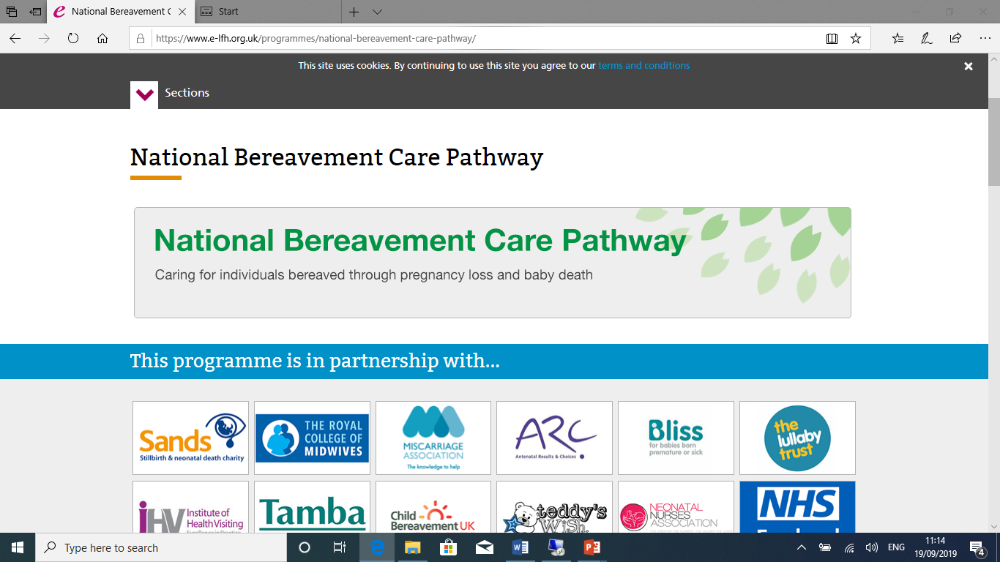 National Bereavement C
Start
https://www.e-lfh.org.uk/programmes/national-bereavement-care-pathway/
This site uses cookies. By continuing to use this site you agree to our terms and conditions
Sections
National Bereavement Care Pathway
National Bereavement Care Pathway
Caring for individuals bereaved through pregnancy loss and baby death
This programme is in partnership with...
Sands
Stillbirth & neonatal death charity
THE ROYAL
COLLEGE OF
MIDWIVES
MISCARRIAGE
ASSOCIATION
The knowledge to help
ARC
Antenatal Results & Choices
Bliss
for babies born
premature or sick
the
lullaby
trust
iHV Institute of
Health Visiting
Tamba
Child
Bereavement UK
teddy's
WiSh
NEONATAL
NURSES
ASSOCIATION
NHS
Type here to search
ENG
11:14
19/09/2019
4